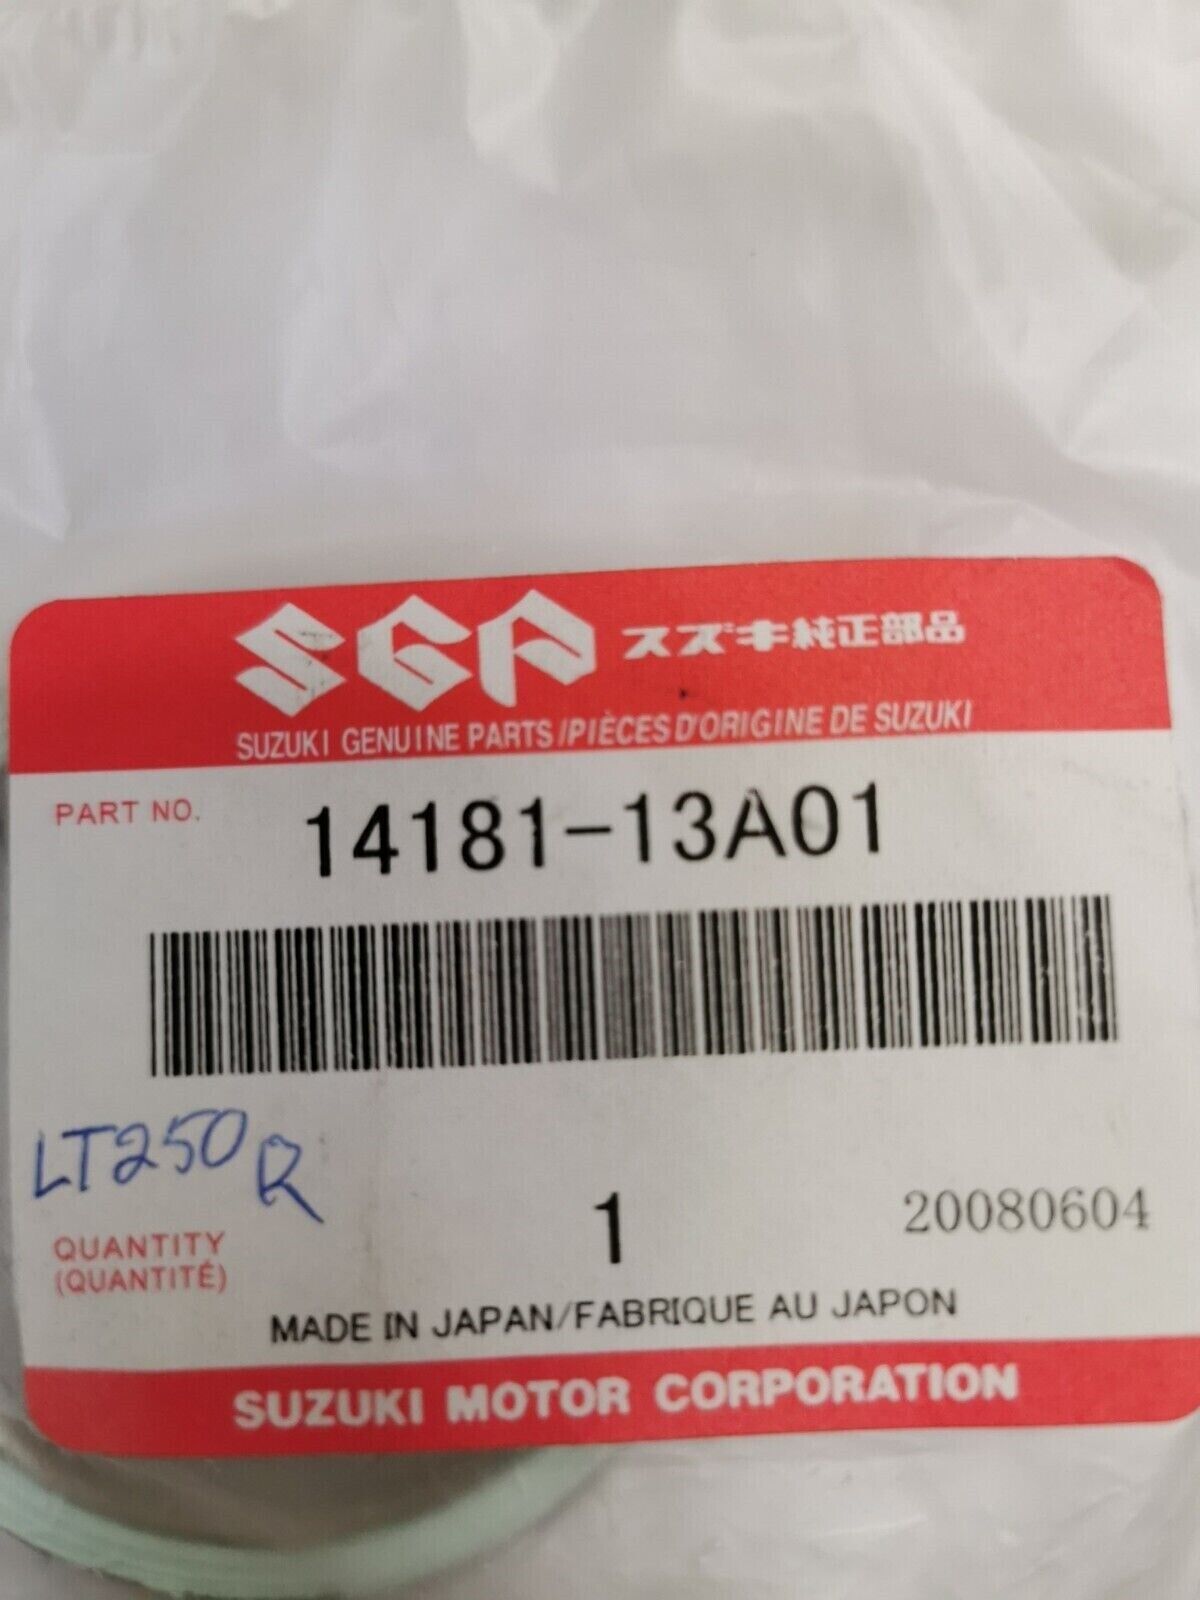 SGP スズキ純正部品
SUZUKI GENUINE PARTS/PIÈCES D'ORIGINE DE SUZUKI
PART NO. 14181-13A01
LT250R
QUANTITY
(QUANTITÉ)
1
20080604
MADE IN JAPAN/FABRIQUE AU JAPON
SUZUKI MOTOR CORPORATION